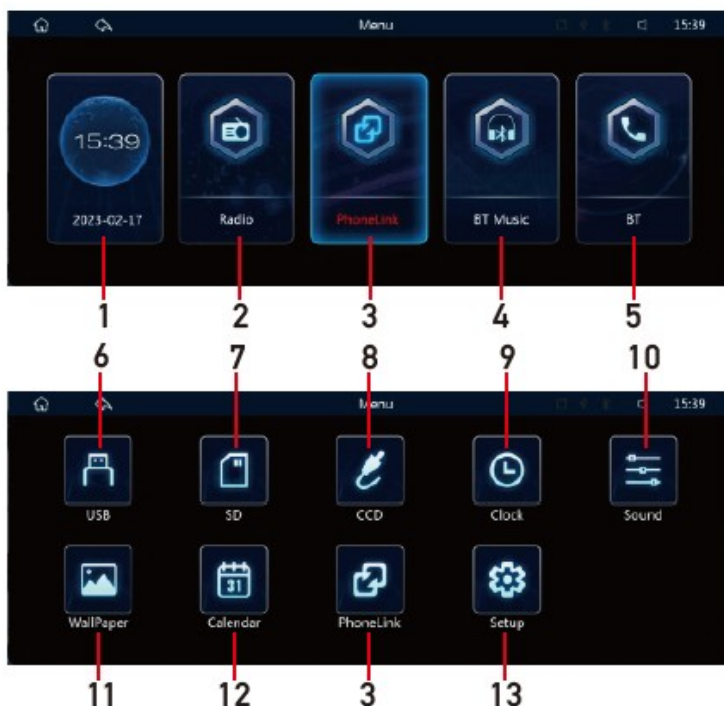 Menu 15:39
15:39
2023-02-17 Radio PhoneLink BT Music BT
1 2 3 4 5
6 7 8 9 10
Menu 15:39
USB SD CCD Clock Sound
31
WallPaper Calendar PhoneLink Setup
11 12 3 13